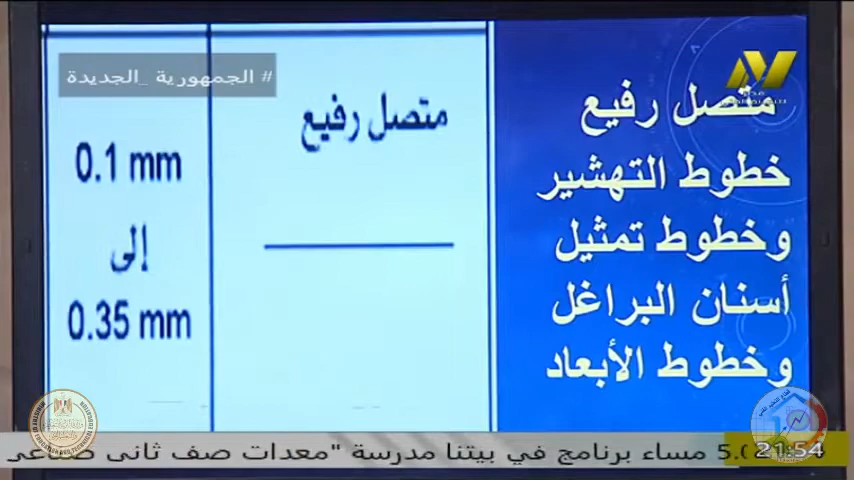 # الجمهورية _الجديدة
متصل رفيع
خطوط التهشير
وخطوط تمثيل
أسنان البراغل
وخطوط الأبعاد
متصل رفيع
0.1 mm
إلى
0.35 mm
5.0 مساء برنامج في بيتنا مدرسة "معدات صف ثانى صناعى
21:54